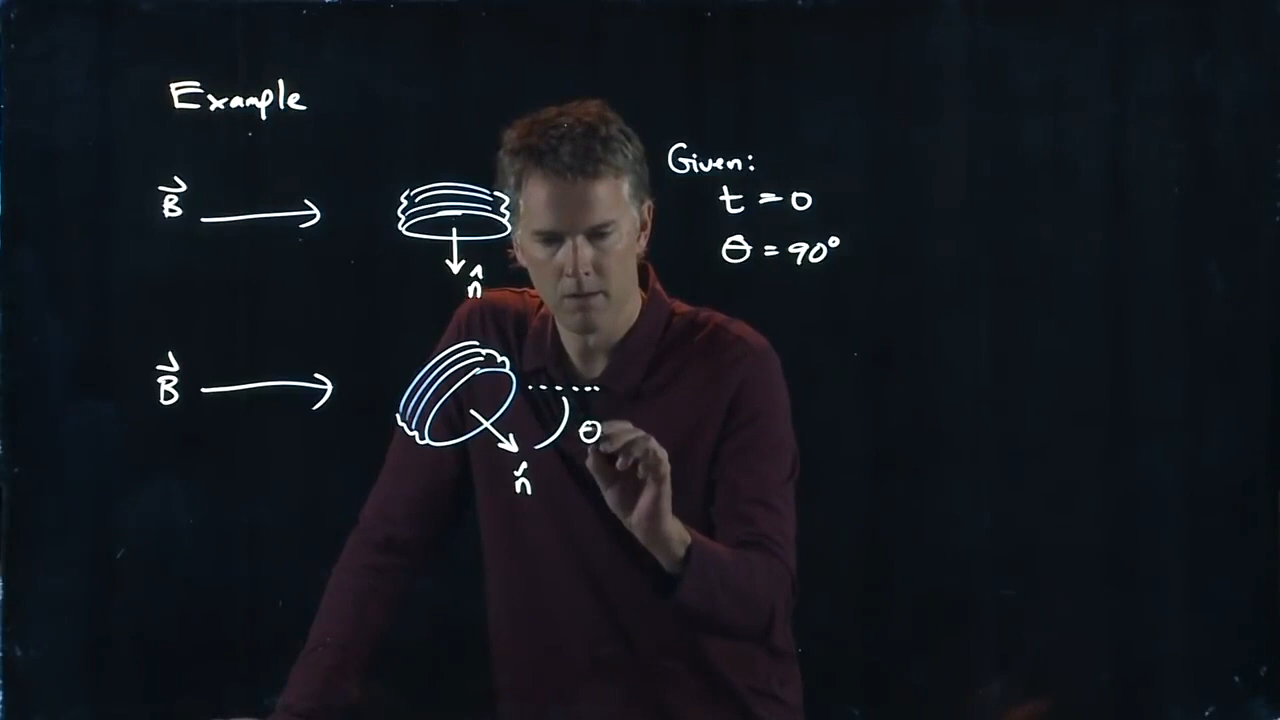 Example
B⃗
n̂
Given:
t = 0
θ = 90°
B⃗
θ
n̂